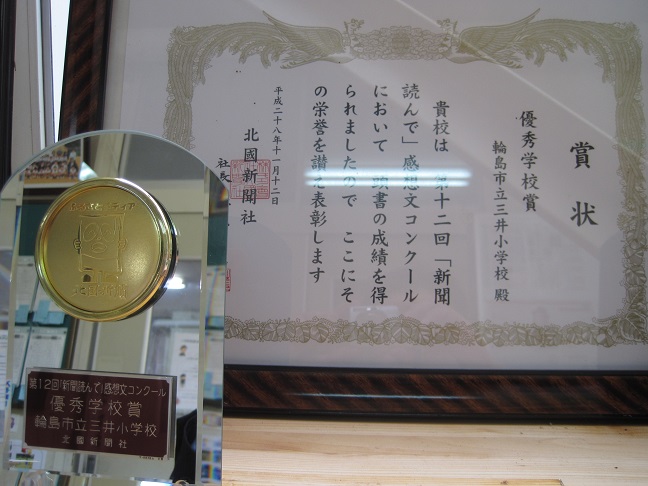 賞状
優秀学校賞
輪島市立三井小学校 殿
貴校は 第十二回「新聞
読んで」感想文コンクール
において 頭書の成績を得
られましたので ここにそ
の栄誉を讃え表彰します
平成二十八年十一月十二日
北國新聞社
社長
第12回「新聞読んで」感想文コンクール
優秀学校賞
輪島市立三井小学校
北國新聞社